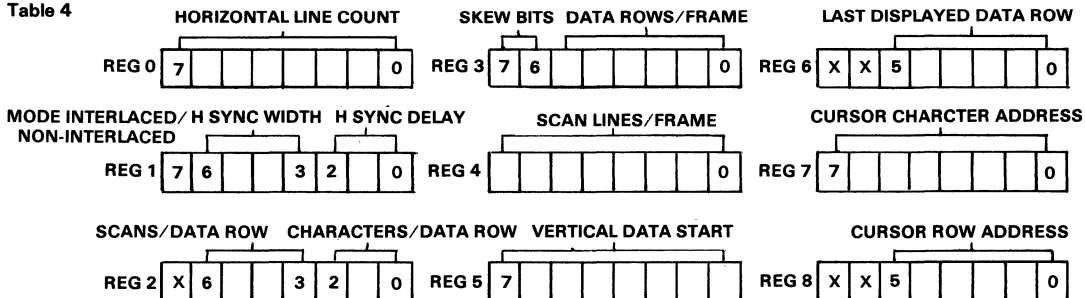 Table 4
HORIZONTAL LINE COUNT
REG 0 7 0
SKEW BITS DATA ROWS/FRAME
REG 3 7 6 0
LAST DISPLAYED DATA ROW
REG 6 X X 5 0
MODE INTERLACED/
NON-INTERLACED
H SYNC WIDTH H SYNC DELAY
REG 1 7 6 3 2 0
SCAN LINES/FRAME
REG 4 0
CURSOR CHARCTER ADDRESS
REG 7 7 0
SCANS/DATA ROW CHARACTERS/DATA ROW
REG 2 X 6 3 2 0
VERTICAL DATA START
REG 5 7
CURSOR ROW ADDRESS
REG 8 X X 5 0